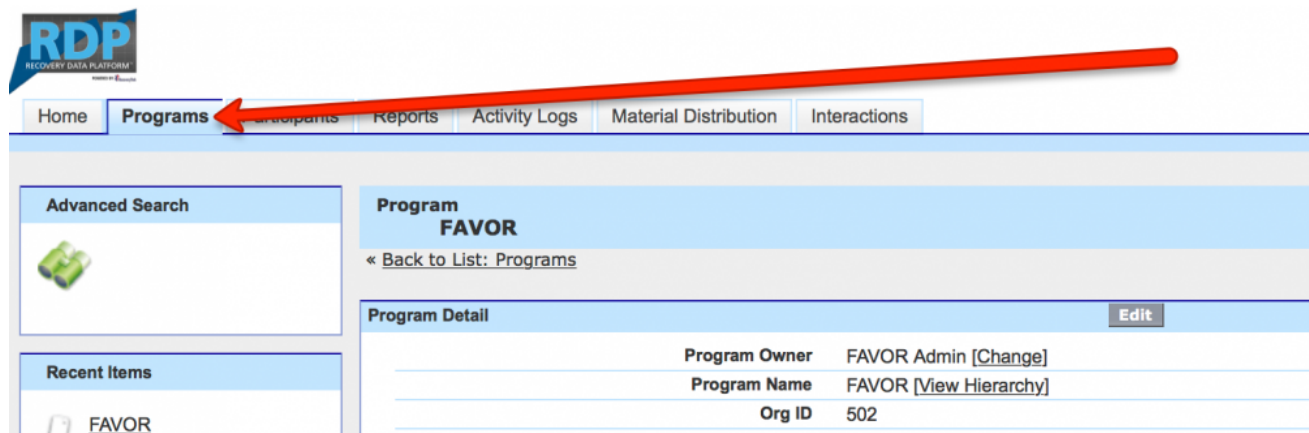 RDP
RECOVERY DATA PLATFORM™
Home Programs Participants Reports Activity Logs Material Distribution Interactions
Advanced Search
Program
FAVOR
« Back to List: Programs
Program Detail Edit
Program Owner FAVOR Admin [Change]
Recent Items
Program Name FAVOR [View Hierarchy]
Org ID 502
FAVOR